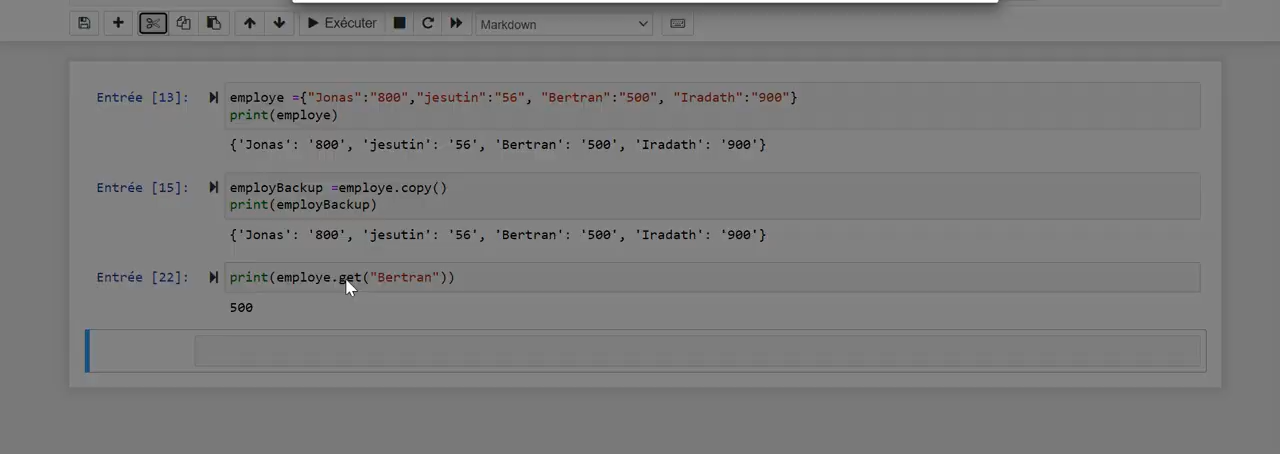 Exécuter
Markdown
Entrée [13]:
employe ={"Jonas":"800","jesutin":"56", "Bertran":"500", "Iradath":"900"}
print(employe)
{'Jonas': '800', 'jesutin': '56', 'Bertran': '500', 'Iradath': '900'}
Entrée [15]:
employBackup =employe.copy()
print(employBackup)
{'Jonas': '800', 'jesutin': '56', 'Bertran': '500', 'Iradath': '900'}
Entrée [22]:
print(employe.get("Bertran"))
500